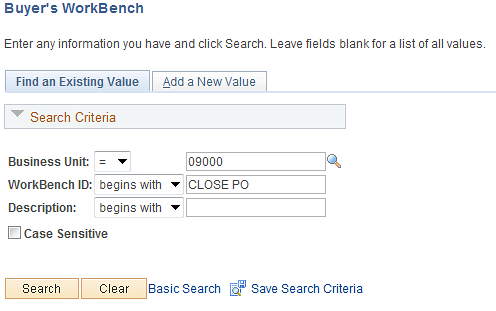 Buyer's WorkBench
Enter any information you have and click Search. Leave fields blank for a list of all values.
Find an Existing Value Add a New Value
Search Criteria
Business Unit: = 09000
WorkBench ID: begins with CLOSE PO
Description: begins with
Case Sensitive
Search Clear Basic Search Save Search Criteria